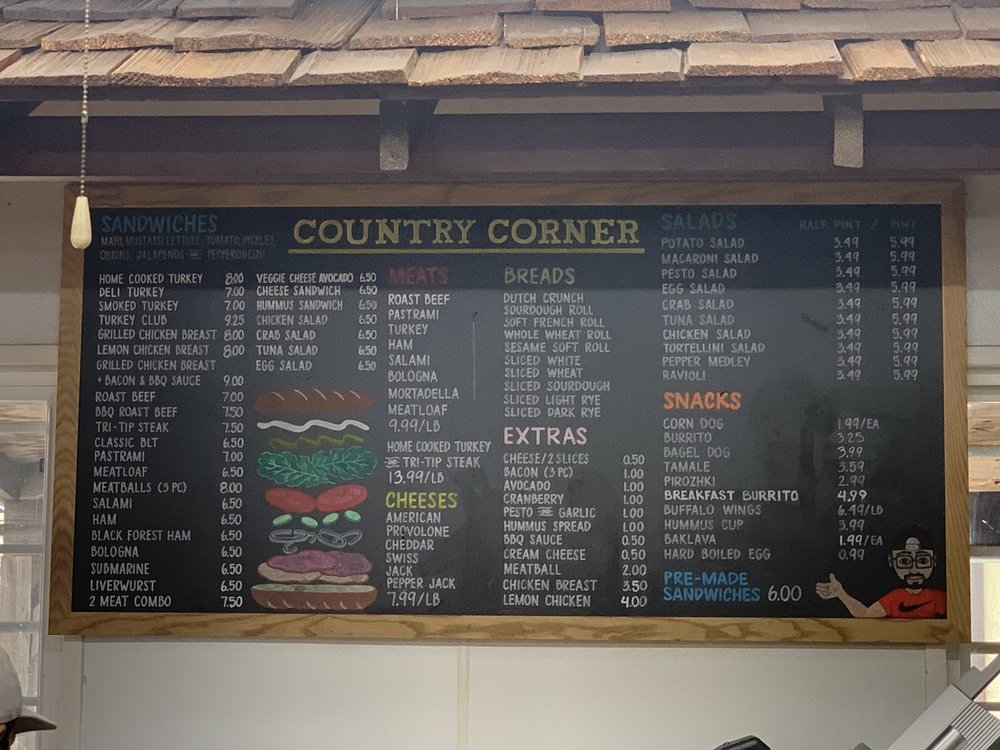 COUNTRY CORNER
SANDWICHES
MAYO, MUSTARD, LETTUCE, TOMATO, PICKLES,
ONIONS, JALAPENOS OR PEPPERONCINI
HOME COOKED TURKEY 8.00
DELI TURKEY 7.00
SMOKED TURKEY 7.00
TURKEY CLUB 9.25
GRILLED CHICKEN BREAST 8.00
LEMON CHICKEN BREAST 8.00
GRILLED CHICKEN BREAST
+ BACON & BBQ SAUCE 9.00
ROAST BEEF 7.00
BBQ ROAST BEEF 7.50
TRI-TIP STEAK 7.50
CLASSIC BLT 6.50
PASTRAMI 7.00
MEATLOAF 6.50
MEATBALLS (3 PC) 8.00
SALAMI 6.50
HAM 6.50
BLACK FOREST HAM 6.50
BOLOGNA 6.50
SUBMARINE 6.50
LIVERWURST 6.50
2 MEAT COMBO 7.50
VEGGIE CHEESE AVOCADO 6.50
CHEESE SANDWICH 6.50
HUMMUS SANDWICH 6.50
CHICKEN SALAD 6.50
CRAB SALAD 6.50
TUNA SALAD 6.50
EGG SALAD 6.50
MEATS
ROAST BEEF
PASTRAMI
TURKEY
HAM
SALAMI
BOLOGNA
MORTADELLA
MEATLOAF
9.99/LB
HOME COOKED TURKEY
OR TRI-TIP STEAK
13.99/LB
CHEESES
AMERICAN
PROVOLONE
CHEDDAR
SWISS
JACK
PEPPER JACK
7.99/LB
BREADS
DUTCH CRUNCH
SOURDOUGH ROLL
SOFT FRENCH ROLL
WHOLE WHEAT ROLL
SESAME SOFT ROLL
SLICED WHITE
SLICED WHEAT
SLICED SOURDOUGH
SLICED LIGHT RYE
SLICED DARK RYE
EXTRAS
CHEESE/2 SLICES 0.50
BACON (3 PC) 1.00
AVOCADO 1.00
CRANBERRY 1.00
PESTO OR GARLIC 1.00
HUMMUS SPREAD 1.00
BBQ SAUCE 0.50
CREAM CHEESE 0.50
MEATBALL 2.00
CHICKEN BREAST 3.50
LEMON CHICKEN 4.00
SALADS HALF PINT / PINT
POTATO SALAD 3.49 5.99
MACARONI SALAD 3.49 5.99
PESTO SALAD 3.49 5.99
EGG SALAD 3.49 5.99
CRAB SALAD 3.49 5.99
TUNA SALAD 3.49 5.99
CHICKEN SALAD 3.49 5.99
TORTELLINI SALAD 3.49 5.99
PEPPER MEDLEY 3.49 5.99
RAVIOLI 3.49 5.99
SNACKS
CORN DOG 1.99/EA
BURRITO 3.25
BAGEL DOG 3.99
TAMALE 3.59
PIROZHKI 2.99
BREAKFAST BURRITO 4.99
BUFFALO WINGS 6.49/LB
HUMMUS CUP 3.99
BAKLAVA 1.99/EA
HARD BOILED EGG 0.99
PRE-MADE
SANDWICHES 6.00